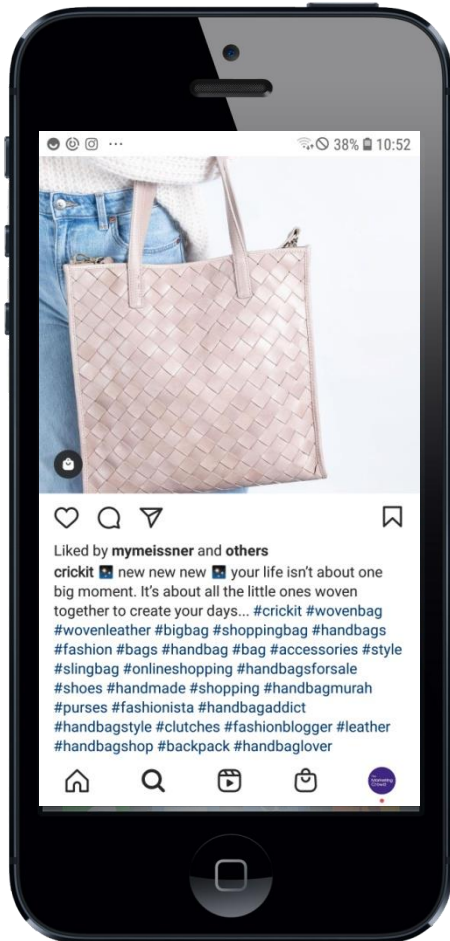 38% 10:52
Liked by mymeissner and others
crickit 🌃 new new new 🌃 your life isn't about one
big moment. It's about all the little ones woven
together to create your days... #crickit #wovenbag
#wovenleather #bigbag #shoppingbag #handbags
#fashion #bags #handbag #bag #accessories #style
#slingbag #onlineshopping #handbagsforsale
#shoes #handmade #shopping #handbagmurah
#purses #fashionista #handbagaddict
#handbagstyle #clutches #fashionblogger #leather
#handbagshop #backpack #handbaglover